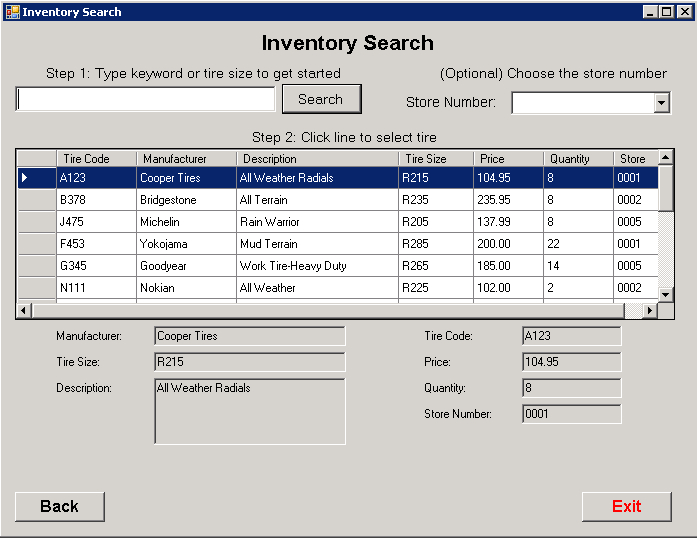 Inventory Search
Inventory Search
Step 1: Type keyword or tire size to get started
(Optional) Choose the store number
Search
Store Number:
Step 2: Click line to select tire
Tire Code Manufacturer Description Tire Size Price Quantity Store
A123 Cooper Tires All Weather Radials R215 104.95 8 0001
B378 Bridgestone All Terrain R235 235.95 8 0002
J475 Michelin Rain Warrior R205 137.99 8 0005
F453 Yokojama Mud Terrain R285 200.00 22 0001
G345 Goodyear Work Tire-Heavy Duty R265 185.00 14 0005
N111 Nokian All Weather R225 102.00 2 0002
Manufacturer: Cooper Tires Tire Code: A123
Tire Size: R215 Price: 104.95
Description: All Weather Radials Quantity: 8
Store Number: 0001
Back Exit